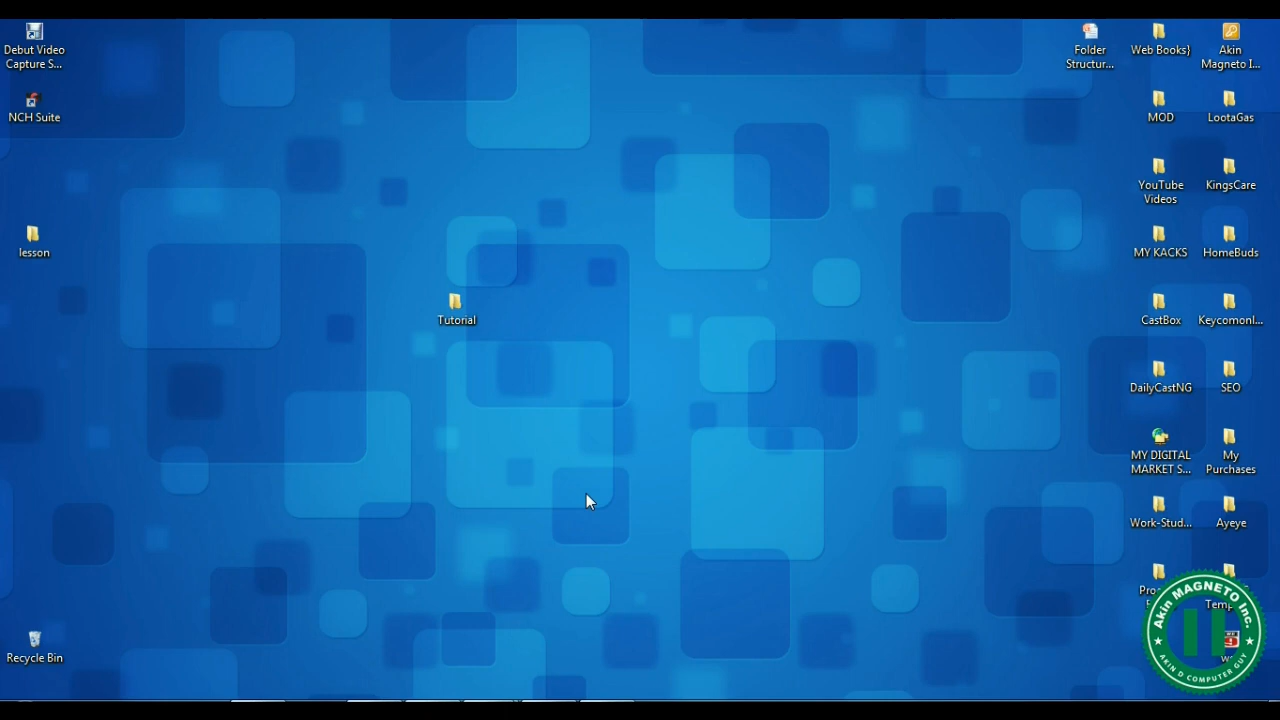 Debut Video
Capture S...
NCH Suite
lesson
Recycle Bin
Tutorial
Folder
Structur...
Web Books}
Akin
Magneto I...
MOD
LootaGas
YouTube
Videos
KingsCare
MY KACKS
HomeBuds
CastBox
Keycomonl...
DailyCastNG
SEO
MY DIGITAL
MARKET S...
My
Purchases
Work-Stud...
Ayeye
Akin MAGNETO Inc.
AKIN D COMPUTER GUY